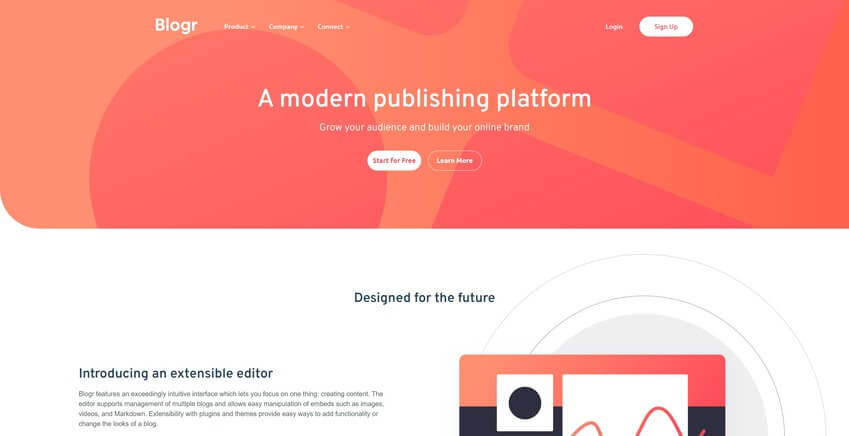 Blogr Product Company Connect Login Sign Up
A modern publishing platform
Grow your audience and build your online brand
Start for Free Learn More
Designed for the future
Introducing an extensible editor
Blogr features an exceedingly intuitive interface which lets you focus on one thing: creating content. The
editor supports management of multiple blogs and allows easy manipulation of embeds such as images,
videos, and Markdown. Extensibility with plugins and themes provide easy ways to add functionality or
change the looks of a blog.